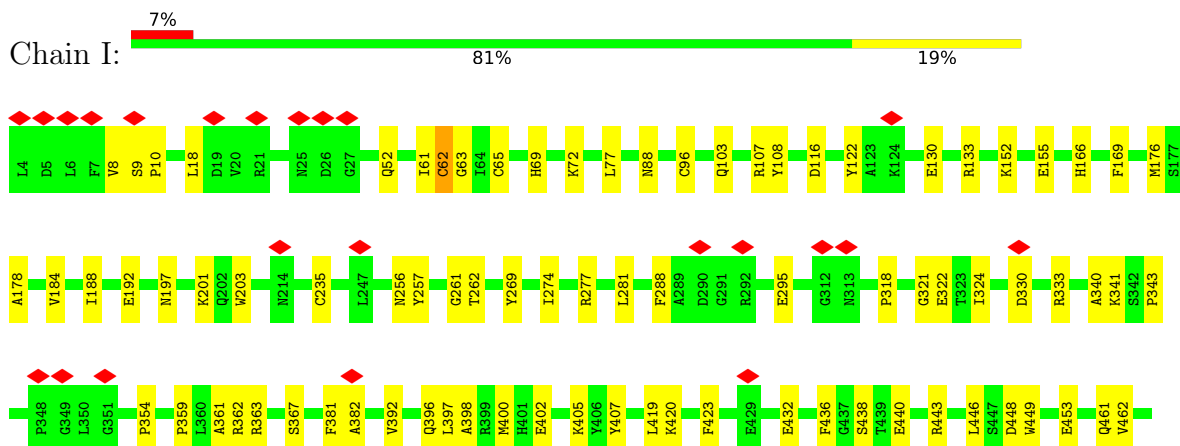 7%
Chain I:
81% 19%
L4 D5 L6 F7 V8 S9 P10 L18 D19 V20 R21 N25 D26 G27 Q52 I61 C62 G63 I64 C65 H69 K72 L77 N88 C96 Q103 R107 Y108 D116 Y122 A123 K124 E130 R133 K152 E155 H166 F169 M176 S177
A178 V184 I188 E192 N197 K201 Q202 W203 N214 C235 L247 N256 Y257 G261 T262 Y269 I274 R277 L281 F288 A289 D290 G291 R292 E295 G312 N313 P318 G321 E322 T323 I324 D330 R333 A340 K341 S342 P343
P348 G349 L350 G351 P354 P359 L360 A361 R362 R363 S367 F381 A382 V392 Q396 L397 A398 R399 M400 H401 E402 K405 Y406 Y407 L419 K420 F423 E429 E432 F436 G437 S438 T439 E440 R443 L446 S447 D448 W449 E453 Q461 V462